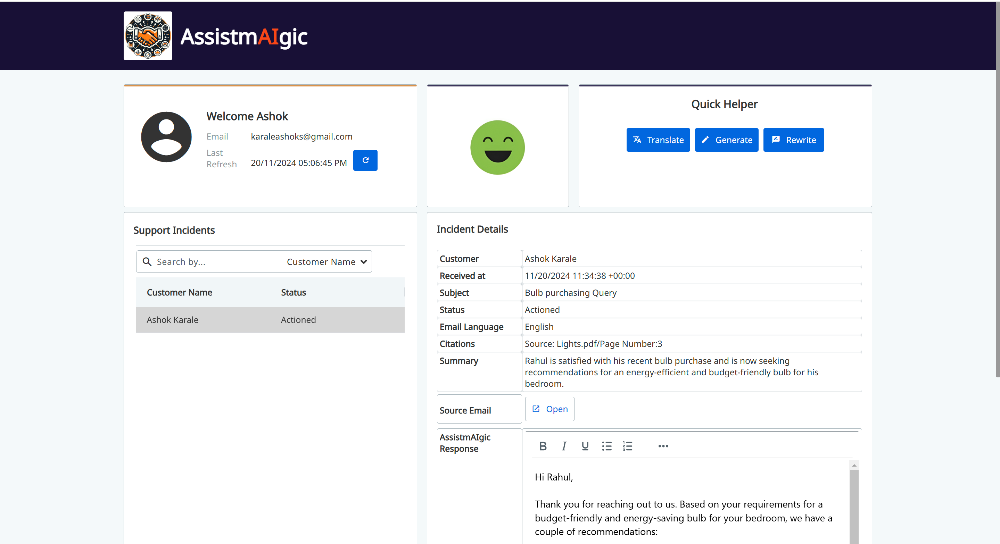 AssistmAIgic
Welcome Ashok
Email karaleashoks@gmail.com
Last
Refresh 20/11/2024 05:06:45 PM
Quick Helper
Translate Generate Rewrite
Support Incidents
Search by... Customer Name
Customer Name Status
Ashok Karale Actioned
Incident Details
Customer Ashok Karale
Received at 11/20/2024 11:34:38 +00:00
Subject Bulb purchasing Query
Status Actioned
Email Language English
Citations Source: Lights.pdf/Page Number:3
Summary Rahul is satisfied with his recent bulb purchase and is now seeking
recommendations for an energy-efficient and budget-friendly bulb for his
bedroom.
Source Email Open
AssistmAIgic
Response
B I U
Hi Rahul,
Thank you for reaching out to us. Based on your requirements for a
budget-friendly and energy-saving bulb for your bedroom, we have a
couple of recommendations: